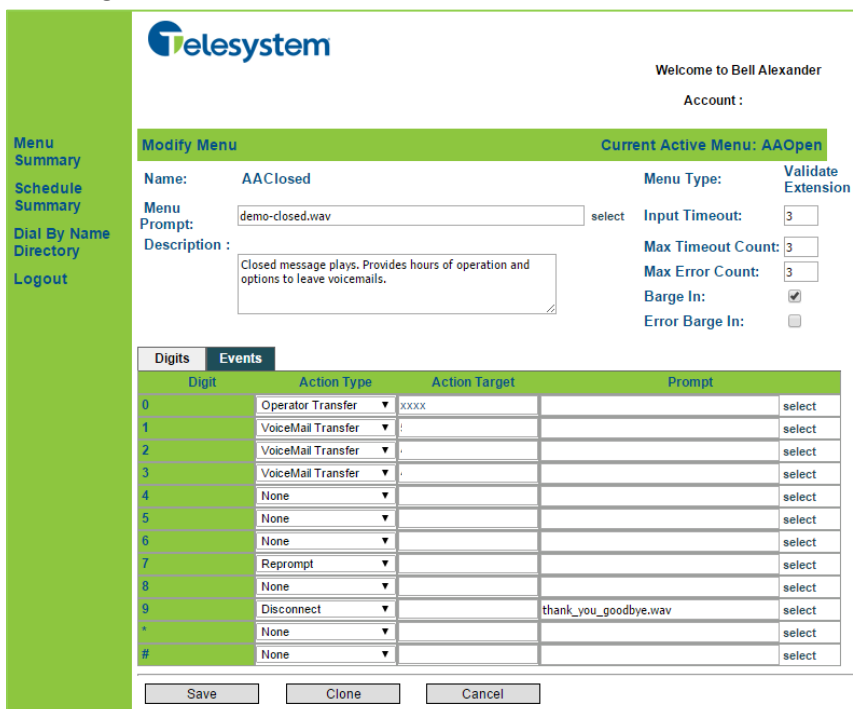 Telesystem
Welcome to Bell Alexander
Account :
Menu Summary
Schedule Summary
Dial By Name Directory
Logout
Modify Menu Current Active Menu: AAOpen
Name: AAClosed Menu Type: Validate Extension
Menu Prompt: demo-closed.wav select Input Timeout: 3
Description : Max Timeout Count: 3
Closed message plays. Provides hours of operation and
options to leave voicemails.
Max Error Count: 3
Barge In:
Error Barge In:
Digits Events
Digit Action Type Action Target Prompt
0 Operator Transfer xxxx select
1 VoiceMail Transfer select
2 VoiceMail Transfer select
3 VoiceMail Transfer select
4 None select
5 None select
6 None select
7 Reprompt select
8 None select
9 Disconnect thank_you_goodbye.wav select
* None select
# None select
Save Clone Cancel